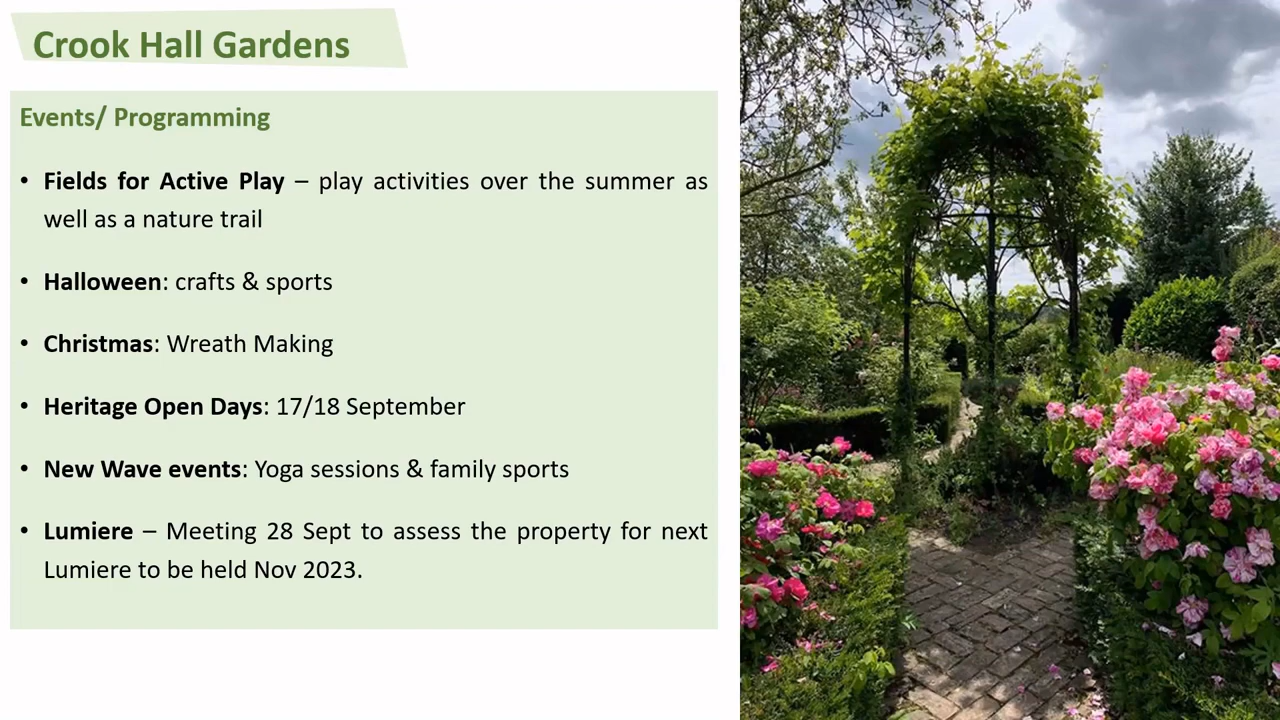 Crook Hall Gardens
Events/ Programming
• Fields for Active Play – play activities over the summer as
well as a nature trail
• Halloween: crafts & sports
• Christmas: Wreath Making
• Heritage Open Days: 17/18 September
• New Wave events: Yoga sessions & family sports
• Lumiere – Meeting 28 Sept to assess the property for next
Lumiere to be held Nov 2023.